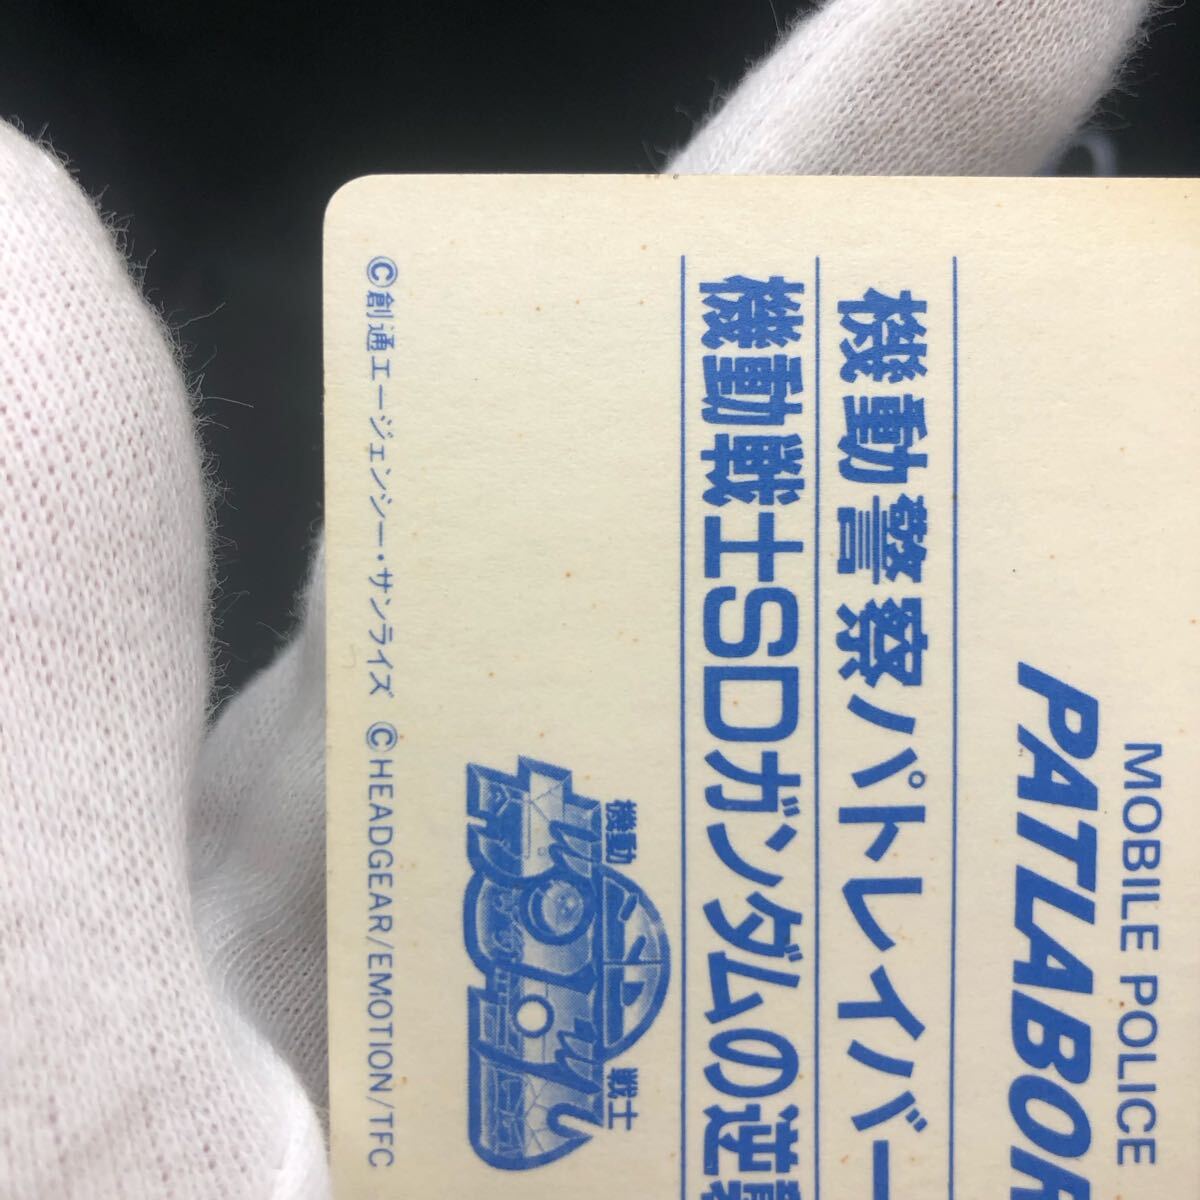 MOBILE POLICE
PATLABOR
機動警察パトレイバー
機動戦士SDガンダムの逆襲
機動
戦士
©創通エージェンシー・サンライズ ©HEADGEAR/EMOTION/TFC